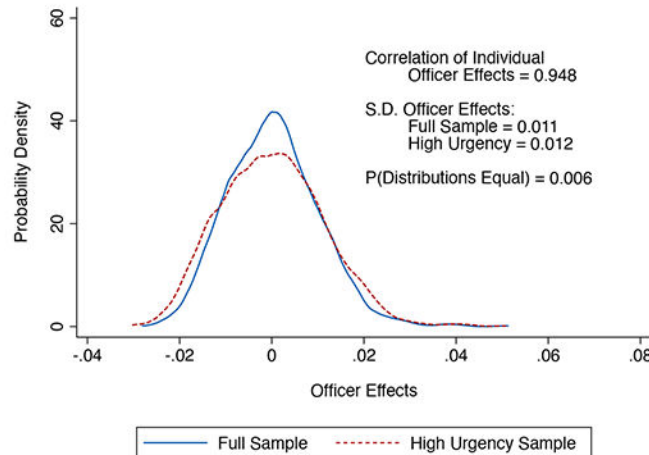 60
40
20
0
Probability Density
Correlation of Individual
Officer Effects = 0.948
S.D. Officer Effects:
Full Sample = 0.011
High Urgency = 0.012
P(Distributions Equal) = 0.006
-.04 -.02 0 .02 .04 .06 .08
Officer Effects
Full Sample High Urgency Sample